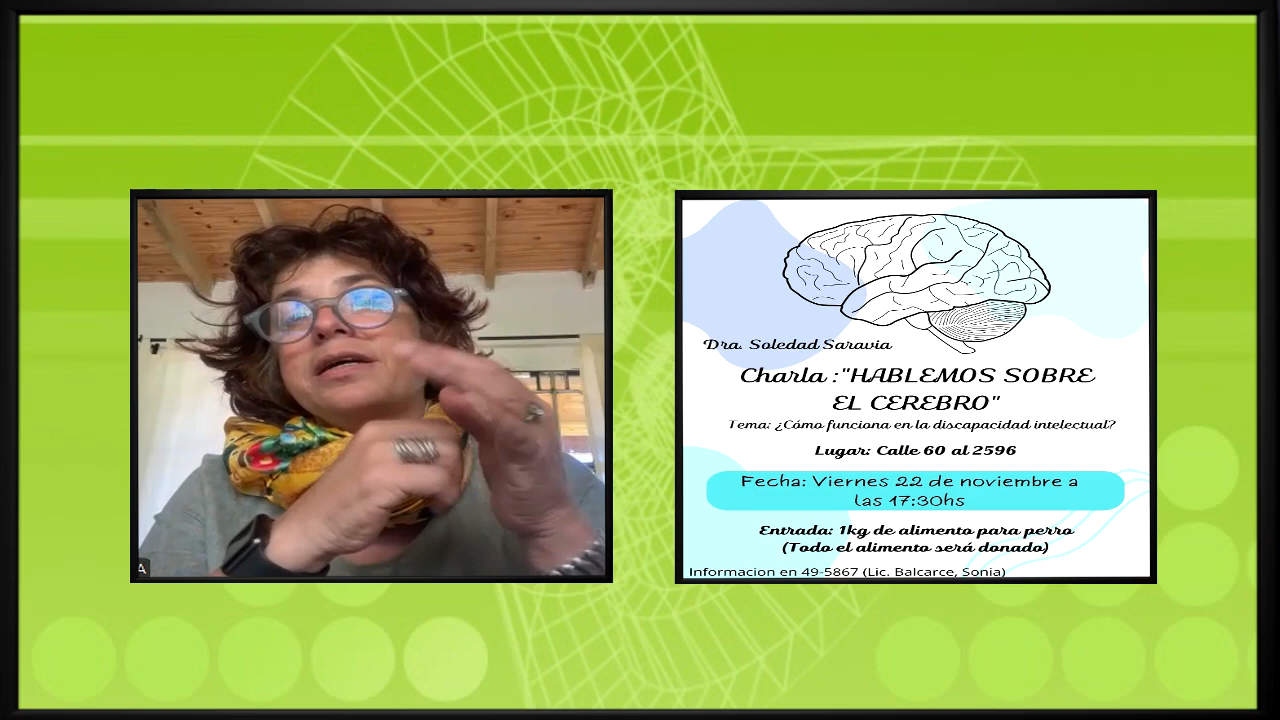 A
Dra. Soledad Saravia
Charla :"HABLEMOS SOBRE
EL CEREBRO"
Tema: ¿Cómo funciona en la discapacidad intelectual?
Lugar: Calle 60 al 2596
Fecha: Viernes 22 de noviembre a
las 17:30hs
Entrada: 1kg de alimento para perro
(Todo el alimento será donado)
Informacion en 49-5867 (Lic. Balcarce, Sonia)